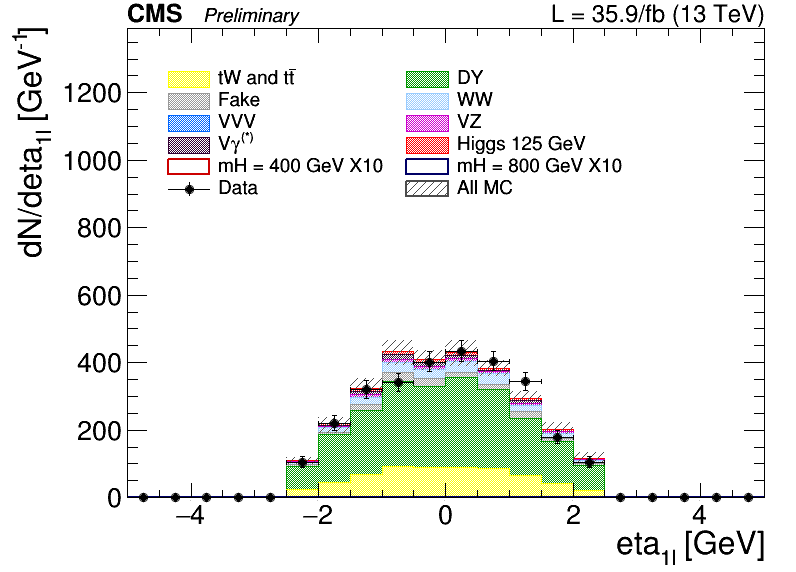 CMS Preliminary L = 35.9/fb (13 TeV)
dN/deta1l [GeV-1]
tW and tt̄ DY
Fake WW
VVV VZ
Vγ(*) Higgs 125 GeV
mH = 400 GeV X10 mH = 800 GeV X10
Data All MC
1200
1000
800
600
400
200
0
−4 −2 0 2 4
eta1l [GeV]